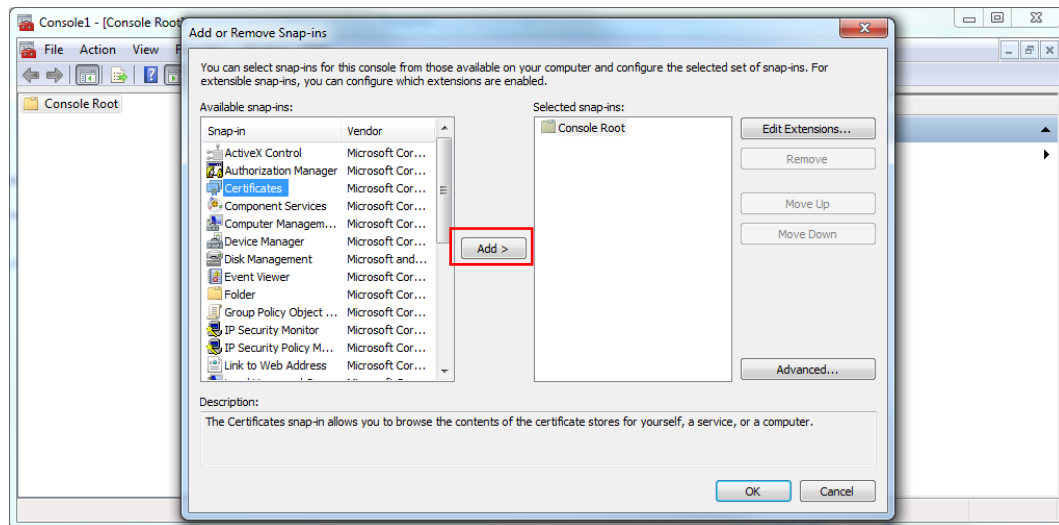 Console1 - [Console Root
Add or Remove Snap-ins
File Action View F
You can select snap-ins for this console from those available on your computer and configure the selected set of snap-ins. For
extensible snap-ins, you can configure which extensions are enabled.
Console Root
Available snap-ins:
Selected snap-ins:
Snap-in Vendor
ActiveX Control Microsoft Cor...
Authorization Manager Microsoft Cor...
Certificates Microsoft Cor...
Component Services Microsoft Cor...
Computer Managem... Microsoft Cor...
Device Manager Microsoft Cor...
Disk Management Microsoft and...
Event Viewer Microsoft Cor...
Folder Microsoft Cor...
Group Policy Object ... Microsoft Cor...
IP Security Monitor Microsoft Cor...
IP Security Policy M... Microsoft Cor...
Link to Web Address Microsoft Cor...
Add >
Console Root
Edit Extensions...
Remove
Move Up
Move Down
Advanced...
Description:
The Certificates snap-in allows you to browse the contents of the certificate stores for yourself, a service, or a computer.
OK
Cancel